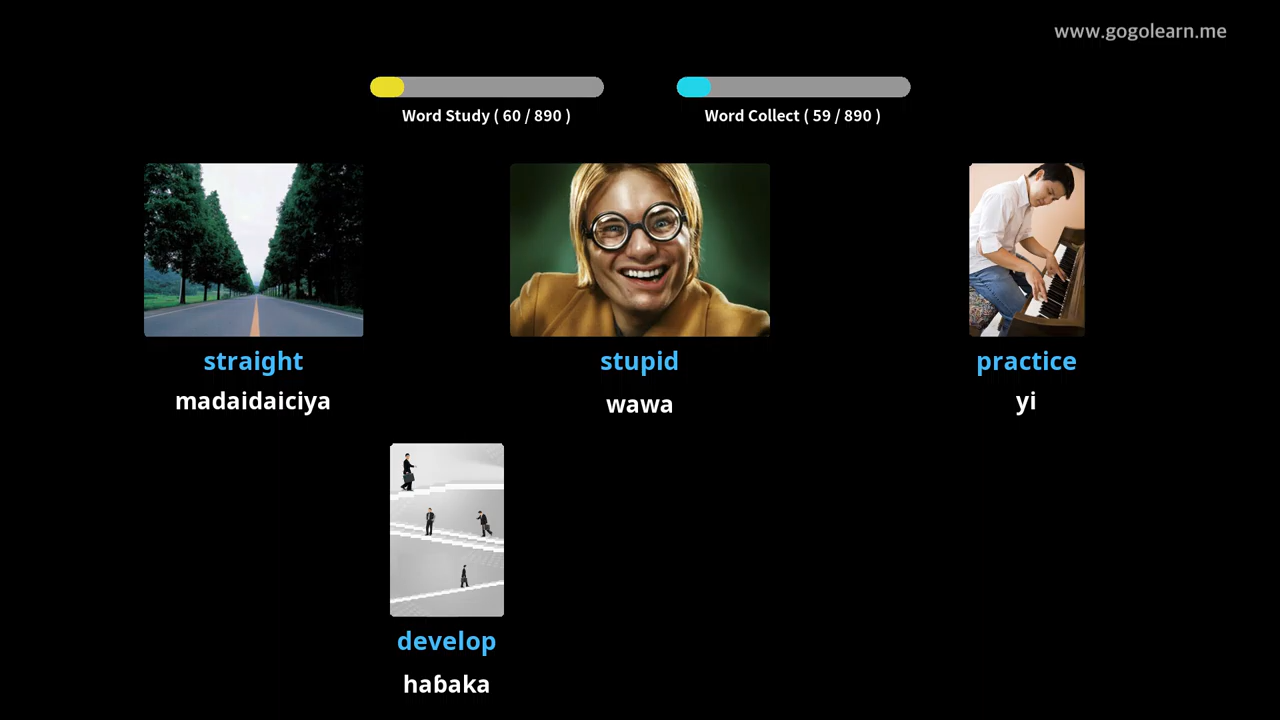 www.gogolearn.me
Word Study ( 60 / 890 )
Word Collect ( 59 / 890 )
straight
stupid
practice
madaidaiciya
wawa
yi
develop
haɓaka